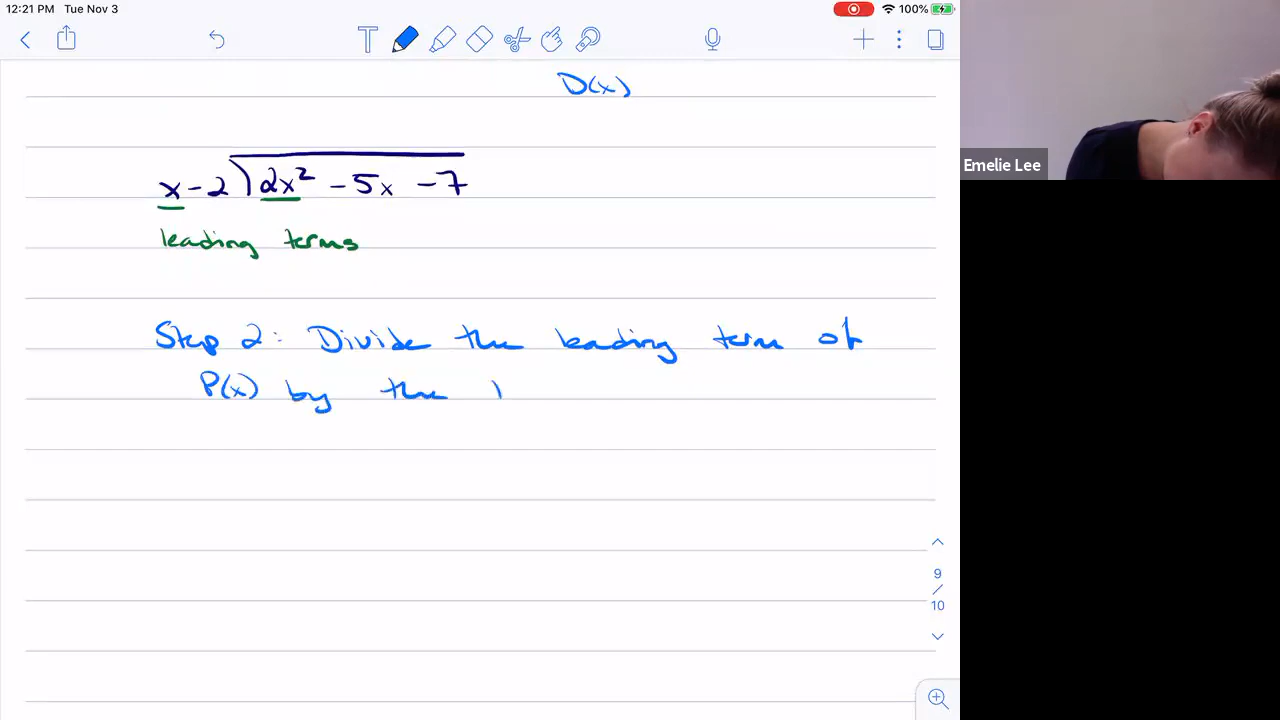 12:21 PM Tue Nov 3
100%
D(x)
x - 2 ) 2x² - 5x - 7
leading terms
Step 2: Divide the leading term of
P(x) by the l
Emelie Lee
9
/
10